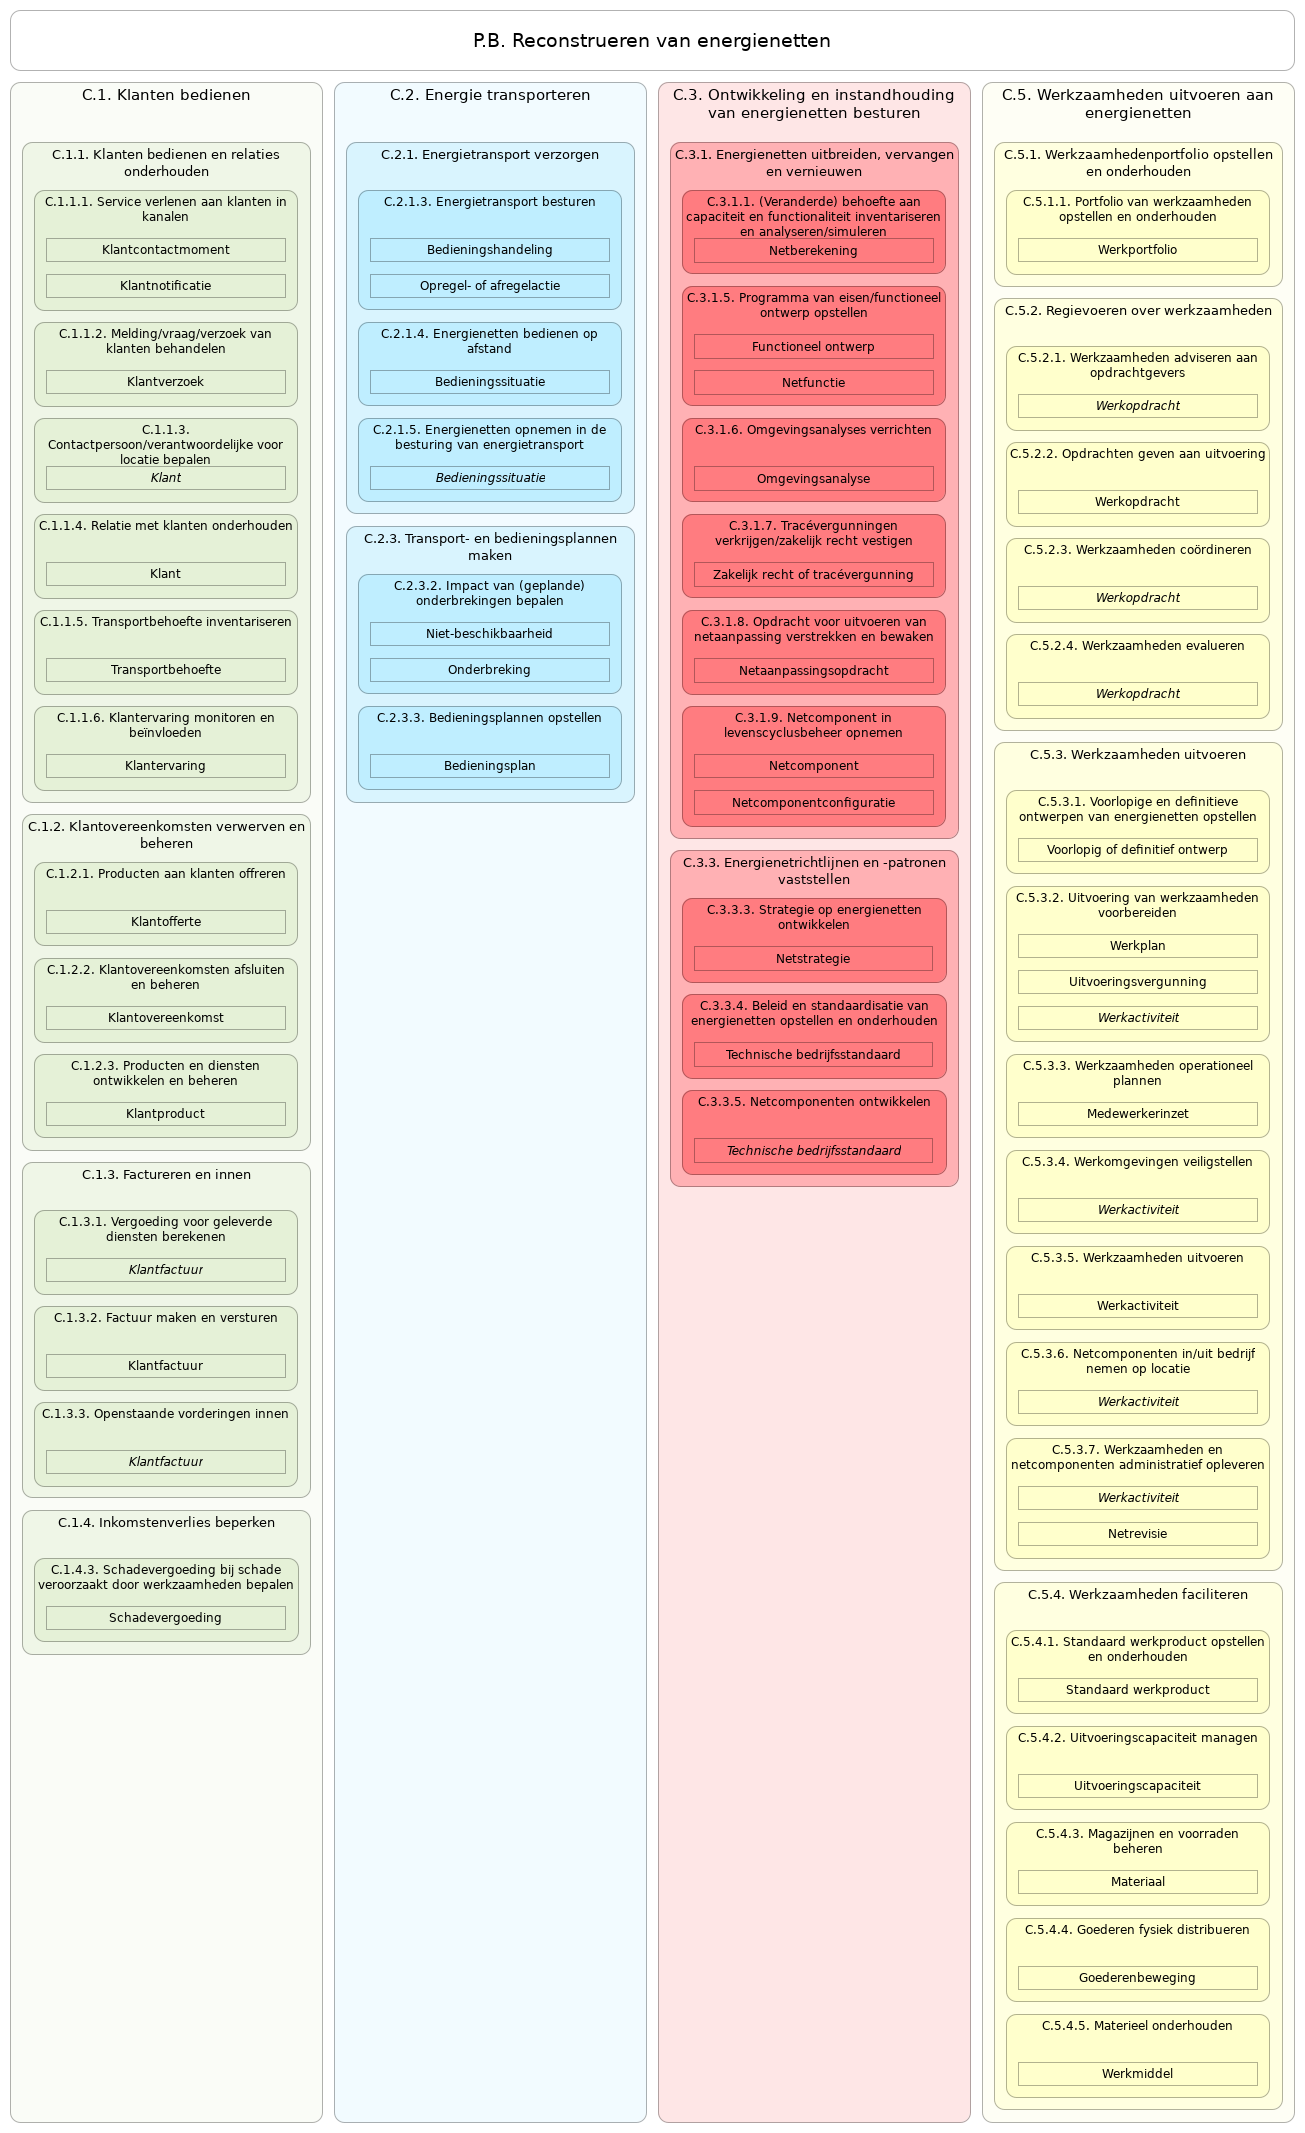 P.B. Reconstrueren van energienetten
C.1. Klanten bedienen
C.1.1. Klanten bedienen en relaties
onderhouden
C.1.1.1. Service verlenen aan klanten in
kanalen
Klantcontactmoment
Klantnotificatie
C.1.1.2. Melding/vraag/verzoek van
klanten behandelen
Klantverzoek
C.1.1.3.
Contactpersoon/verantwoordelijke voor
locatie bepalen
Klant
C.1.1.4. Relatie met klanten onderhouden
Klant
C.1.1.5. Transportbehoefte inventariseren
Transportbehoefte
C.1.1.6. Klantervaring monitoren en
beïnvloeden
Klantervaring
C.1.2. Klantovereenkomsten verwerven en
beheren
C.1.2.1. Producten aan klanten offreren
Klantofferte
C.1.2.2. Klantovereenkomsten afsluiten
en beheren
Klantovereenkomst
C.1.2.3. Producten en diensten
ontwikkelen en beheren
Klantproduct
C.1.3. Factureren en innen
C.1.3.1. Vergoeding voor geleverde
diensten berekenen
Klantfactuur
C.1.3.2. Factuur maken en versturen
Klantfactuur
C.1.3.3. Openstaande vorderingen innen
Klantfactuur
C.1.4. Inkomstenverlies beperken
C.1.4.3. Schadevergoeding bij schade
veroorzaakt door werkzaamheden bepalen
Schadevergoeding
C.2. Energie transporteren
C.2.1. Energietransport verzorgen
C.2.1.3. Energietransport besturen
Bedieningshandeling
Opregel- of afregelactie
C.2.1.4. Energienetten bedienen op
afstand
Bedieningssituatie
C.2.1.5. Energienetten opnemen in de
besturing van energietransport
Bedieningssituatie
C.2.3. Transport- en bedieningsplannen
maken
C.2.3.2. Impact van (geplande)
onderbrekingen bepalen
Niet-beschikbaarheid
Onderbreking
C.2.3.3. Bedieningsplannen opstellen
Bedieningsplan
C.3. Ontwikkeling en instandhouding
van energienetten besturen
C.3.1. Energienetten uitbreiden, vervangen
en vernieuwen
C.3.1.1. (Veranderde) behoefte aan
capaciteit en functionaliteit inventariseren
en analyseren/simuleren
Netberekening
C.3.1.5. Programma van eisen/functioneel
ontwerp opstellen
Functioneel ontwerp
Netfunctie
C.3.1.6. Omgevingsanalyses verrichten
Omgevingsanalyse
C.3.1.7. Tracévergunningen
verkrijgen/zakelijk recht vestigen
Zakelijk recht of tracévergunning
C.3.1.8. Opdracht voor uitvoeren van
netaanpassing verstrekken en bewaken
Netaanpassingsopdracht
C.3.1.9. Netcomponent in
levenscyclusbeheer opnemen
Netcomponent
Netcomponentconfiguratie
C.3.3. Energienetrichtlijnen en -patronen
vaststellen
C.3.3.3. Strategie op energienetten
ontwikkelen
Netstrategie
C.3.3.4. Beleid en standaardisatie van
energienetten opstellen en onderhouden
Technische bedrijfsstandaard
C.3.3.5. Netcomponenten ontwikkelen
Technische bedrijfsstandaard
C.5. Werkzaamheden uitvoeren aan
energienetten
C.5.1. Werkzaamhedenportfolio opstellen
en onderhouden
C.5.1.1. Portfolio van werkzaamheden
opstellen en onderhouden
Werkportfolio
C.5.2. Regievoeren over werkzaamheden
C.5.2.1. Werkzaamheden adviseren aan
opdrachtgevers
Werkopdracht
C.5.2.2. Opdrachten geven aan uitvoering
Werkopdracht
C.5.2.3. Werkzaamheden coördineren
Werkopdracht
C.5.2.4. Werkzaamheden evalueren
Werkopdracht
C.5.3. Werkzaamheden uitvoeren
C.5.3.1. Voorlopige en definitieve
ontwerpen van energienetten opstellen
Voorlopig of definitief ontwerp
C.5.3.2. Uitvoering van werkzaamheden
voorbereiden
Werkplan
Uitvoeringsvergunning
Werkactiviteit
C.5.3.3. Werkzaamheden operationeel
plannen
Medewerkerinzet
C.5.3.4. Werkomgevingen veiligstellen
Werkactiviteit
C.5.3.5. Werkzaamheden uitvoeren
Werkactiviteit
C.5.3.6. Netcomponenten in/uit bedrijf
nemen op locatie
Werkactiviteit
C.5.3.7. Werkzaamheden en
netcomponenten administratief opleveren
Werkactiviteit
Netrevisie
C.5.4. Werkzaamheden faciliteren
C.5.4.1. Standaard werkproduct opstellen
en onderhouden
Standaard werkproduct
C.5.4.2. Uitvoeringscapaciteit managen
Uitvoeringscapaciteit
C.5.4.3. Magazijnen en voorraden
beheren
Materiaal
C.5.4.4. Goederen fysiek distribueren
Goederenbeweging
C.5.4.5. Materieel onderhouden
Werkmiddel